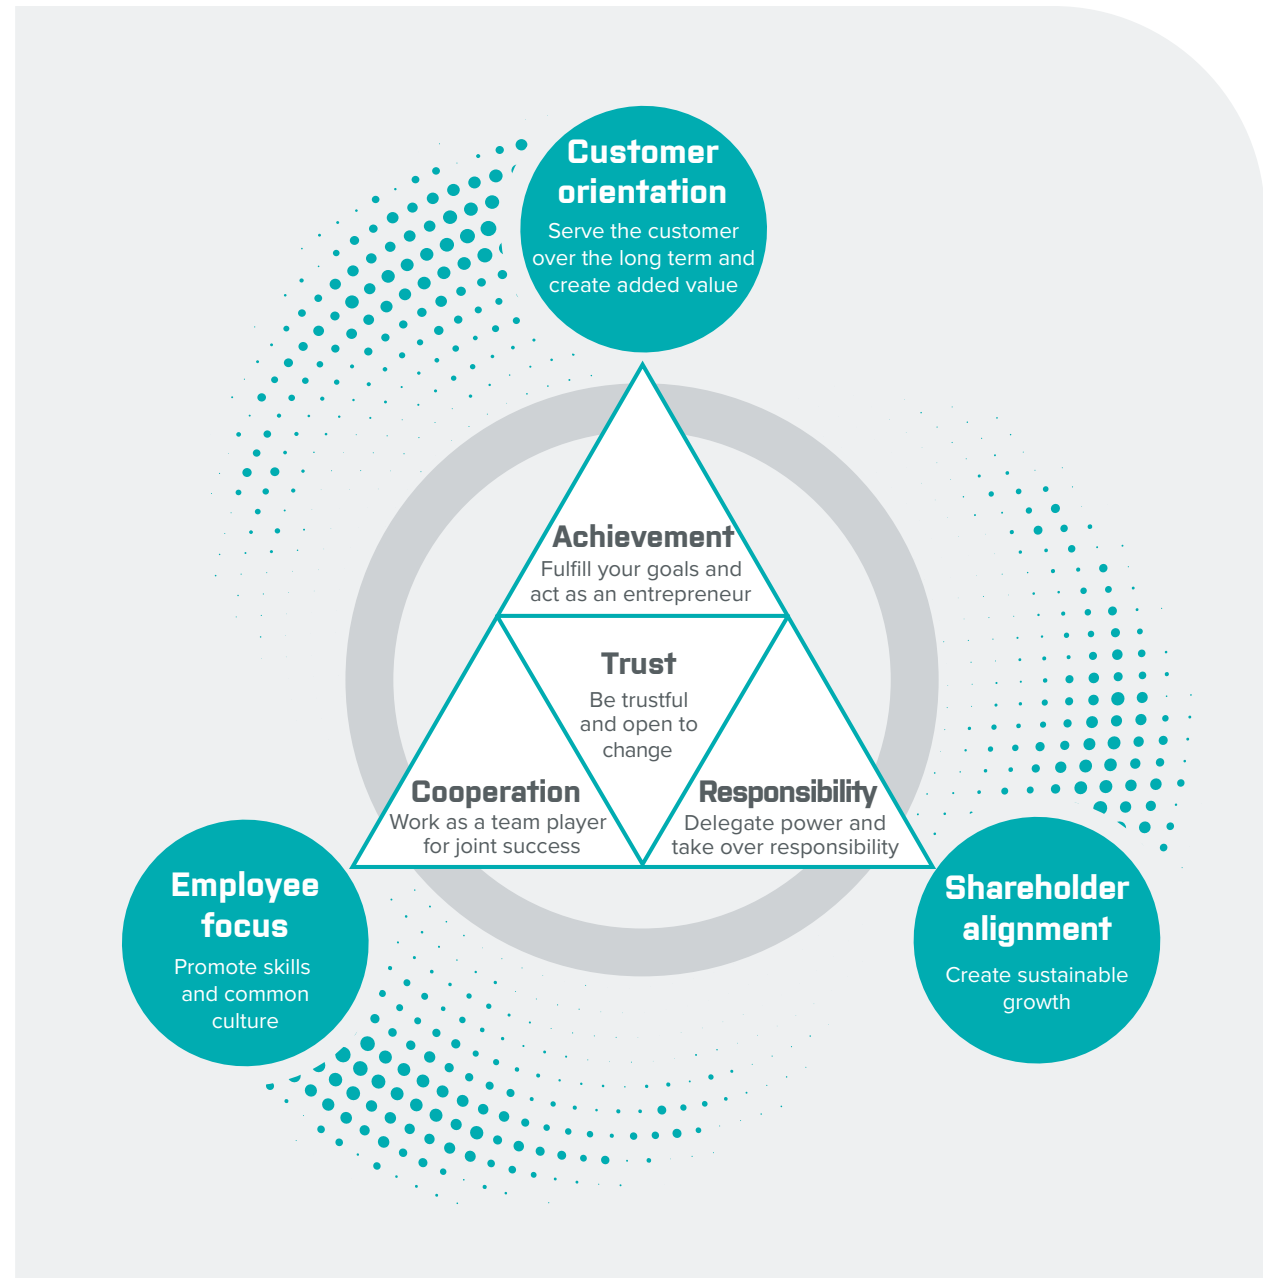 Customer
orientation
Serve the customer
over the long term and
create added value
Achievement
Fulfill your goals and
act as an entrepreneur
Trust
Be trustful
and open to
change
Cooperation
Work as a team player
for joint success
Responsibility
Delegate power and
take over responsibility
Employee
focus
Promote skills
and common
culture
Shareholder
alignment
Create sustainable
growth